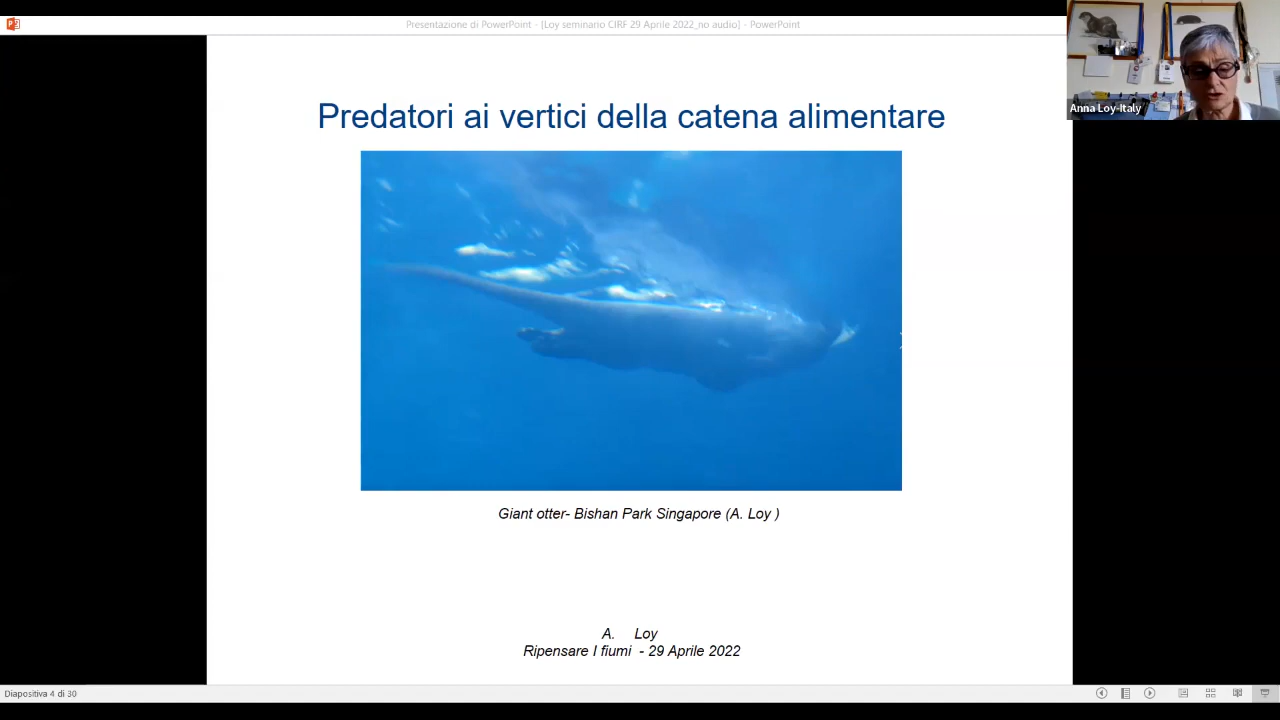 Presentazione di PowerPoint - [Loy seminario CIRF 29 Aprile 2022_no audio] - PowerPoint
Anna Loy-Italy
Predatori ai vertici della catena alimentare
Giant otter- Bishan Park Singapore (A. Loy )
A. Loy
Ripensare I fiumi - 29 Aprile 2022
Diapositiva 4 di 30